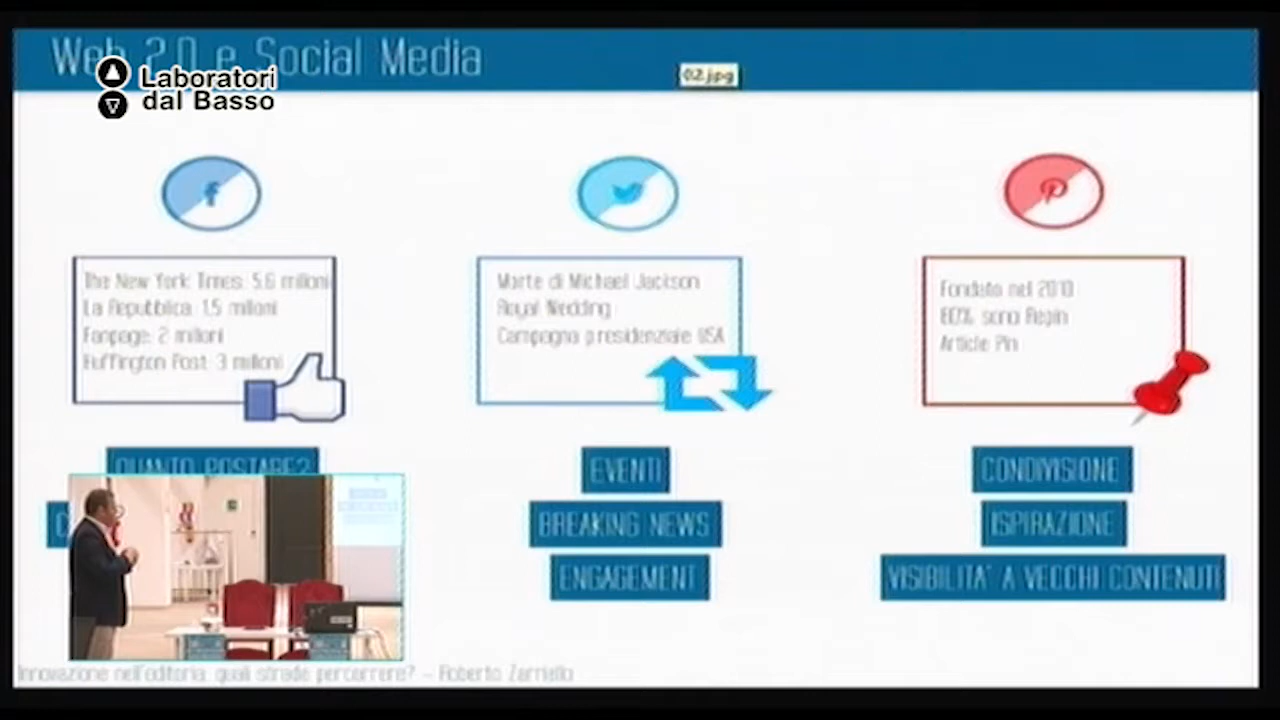 Web 2.0 e Social Media
02.jpg
Laboratori
dal Basso
The New York Times: 5.6 milioni
La Repubblica: 1.5 milioni
Fanpage: 2 milioni
Huffington Post: 3 milioni
Morte di Michael Jackson
Royal Wedding
Campagna presidenziale USA
Fondato nel 2010
80% sono Repin
Article Pin
QUANTO POSTARE?
EVENTI
BREAKING NEWS
ENGAGEMENT
CONDIVISIONE
ISPIRAZIONE
VISIBILITA' A VECCHI CONTENUTI
Innovazione nell'editoria: quali strade percorrere? - Roberto Zarriello